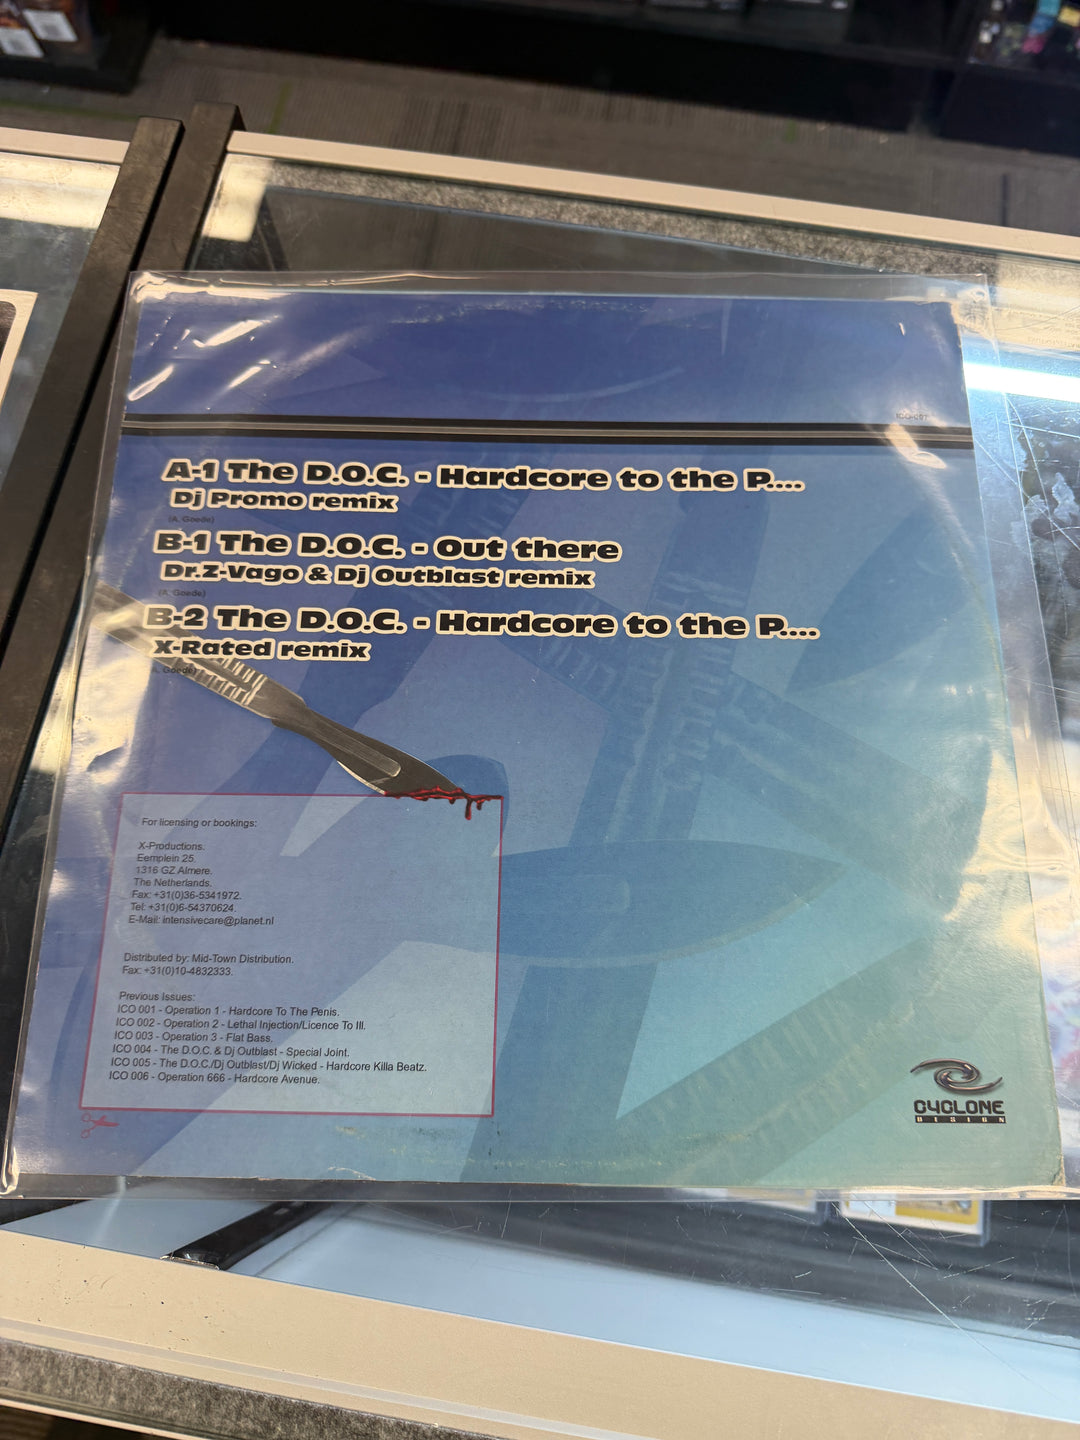 ICO-007
A-1 The D.O.C. - Hardcore to the P....
Dj Promo remix
(A. Goede)
B-1 The D.O.C. - Out there
Dr.Z-Vago & Dj Outblast remix
(A. Goede)
B-2 The D.O.C. - Hardcore to the P....
X-Rated remix
Goede)
For licensing or bookings:
X-Productions.
Eemplein 25.
1316 GZ Almere.
The Netherlands.
Fax: +31(0)36-5341972.
Tel: +31(0)6-54370624.
E-Mail: intensivecare@planet.nl
Distributed by: Mid-Town Distribution.
Fax: +31(0)10-4832333.
Previous Issues:
ICO 001 - Operation 1 - Hardcore To The Penis.
ICO 002 - Operation 2 - Lethal Injection/Licence To Ill.
ICO 003 - Operation 3 - Flat Bass.
ICO 004 - The D.O.C. & Dj Outblast - Special Joint.
ICO 005 - The D.O.C./Dj Outblast/Dj Wicked - Hardcore Killa Beatz.
ICO 006 - Operation 666 - Hardcore Avenue.
CYCLONE
DESIGN